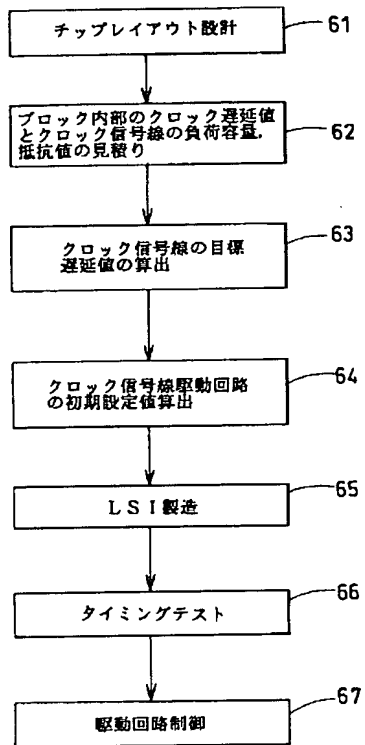 チップレイアウト設計
61
ブロック内部のクロック遅延値
とクロック信号線の負荷容量,
抵抗値の見積り
62
クロック信号線の目標
遅延値の算出
63
クロック信号線駆動回路
の初期設定値算出
64
LSI製造
65
タイミングテスト
66
駆動回路制御
67